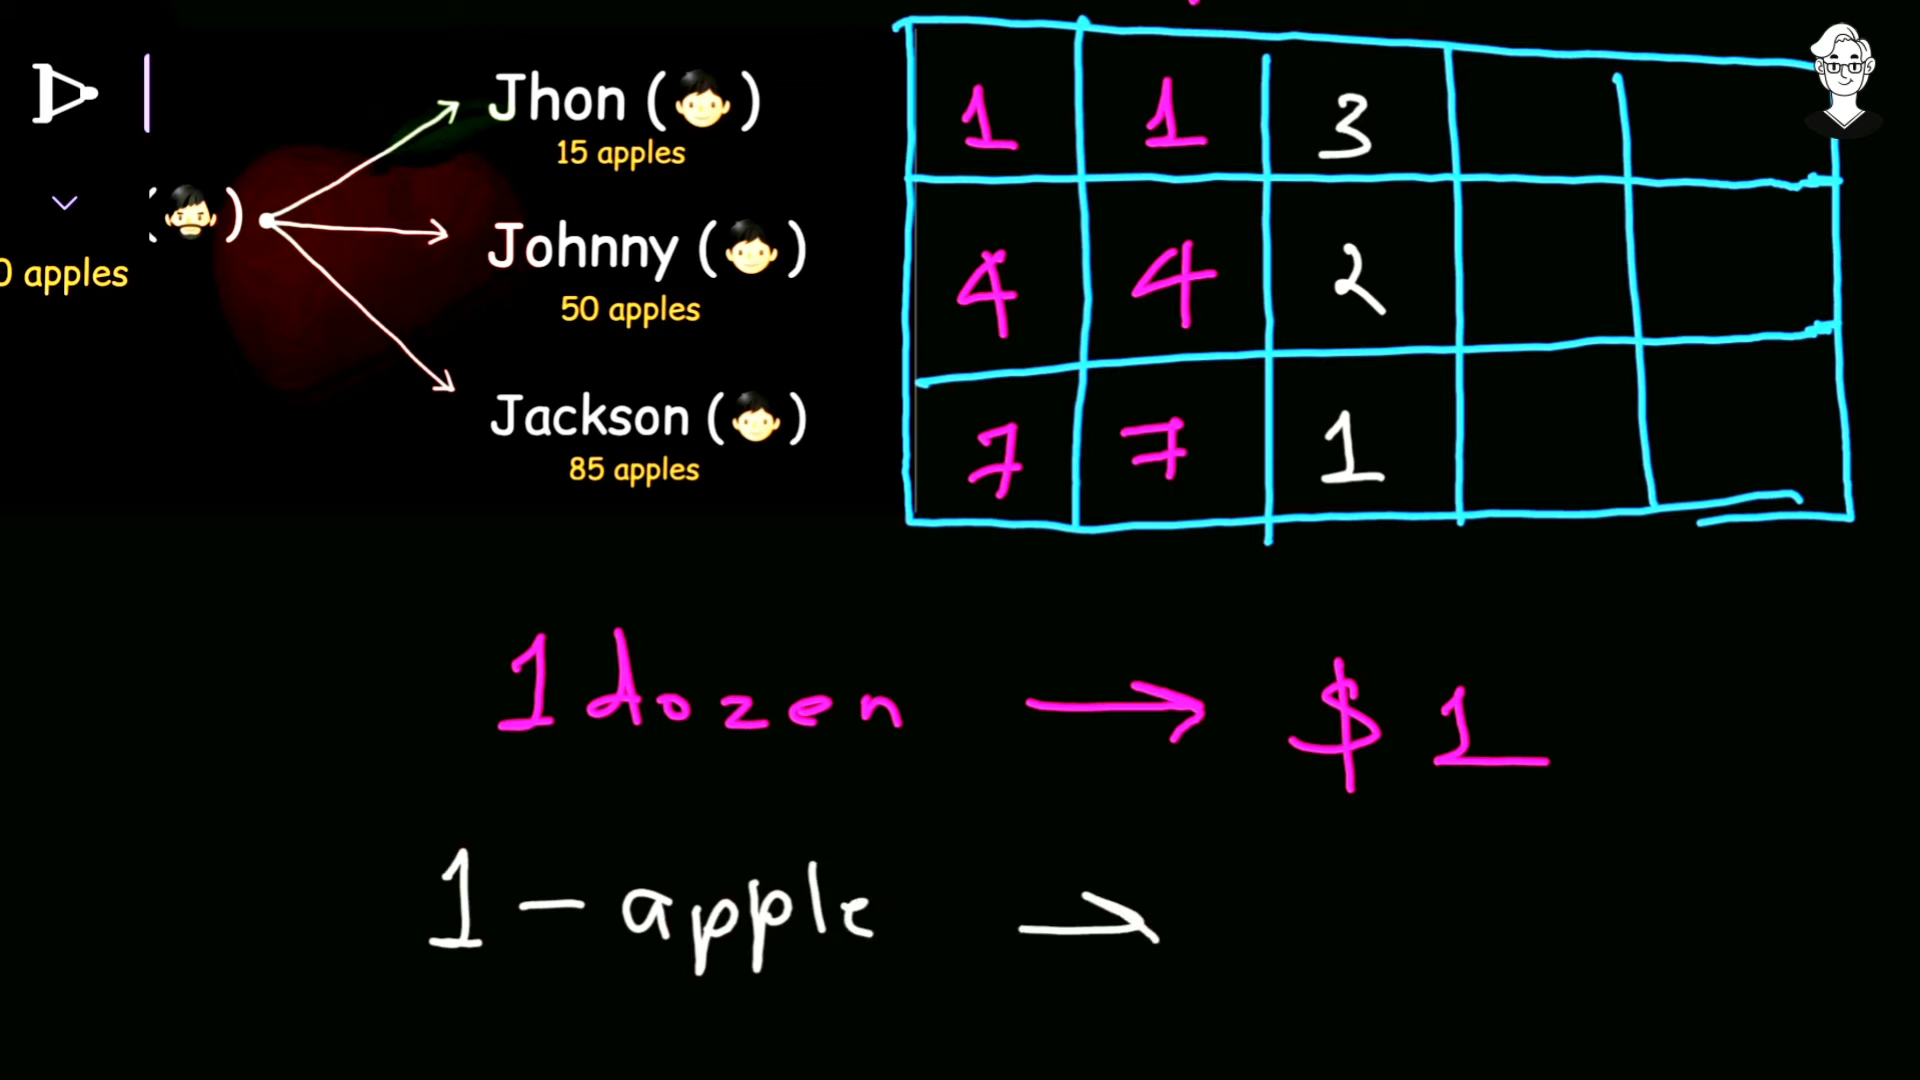 Jhon ( )
15 apples
)
0 apples
Johnny ( )
50 apples
Jackson ( )
85 apples
1 1 3
4 4 2
7 7 1
1 dozen → $ 1
1 - apple →